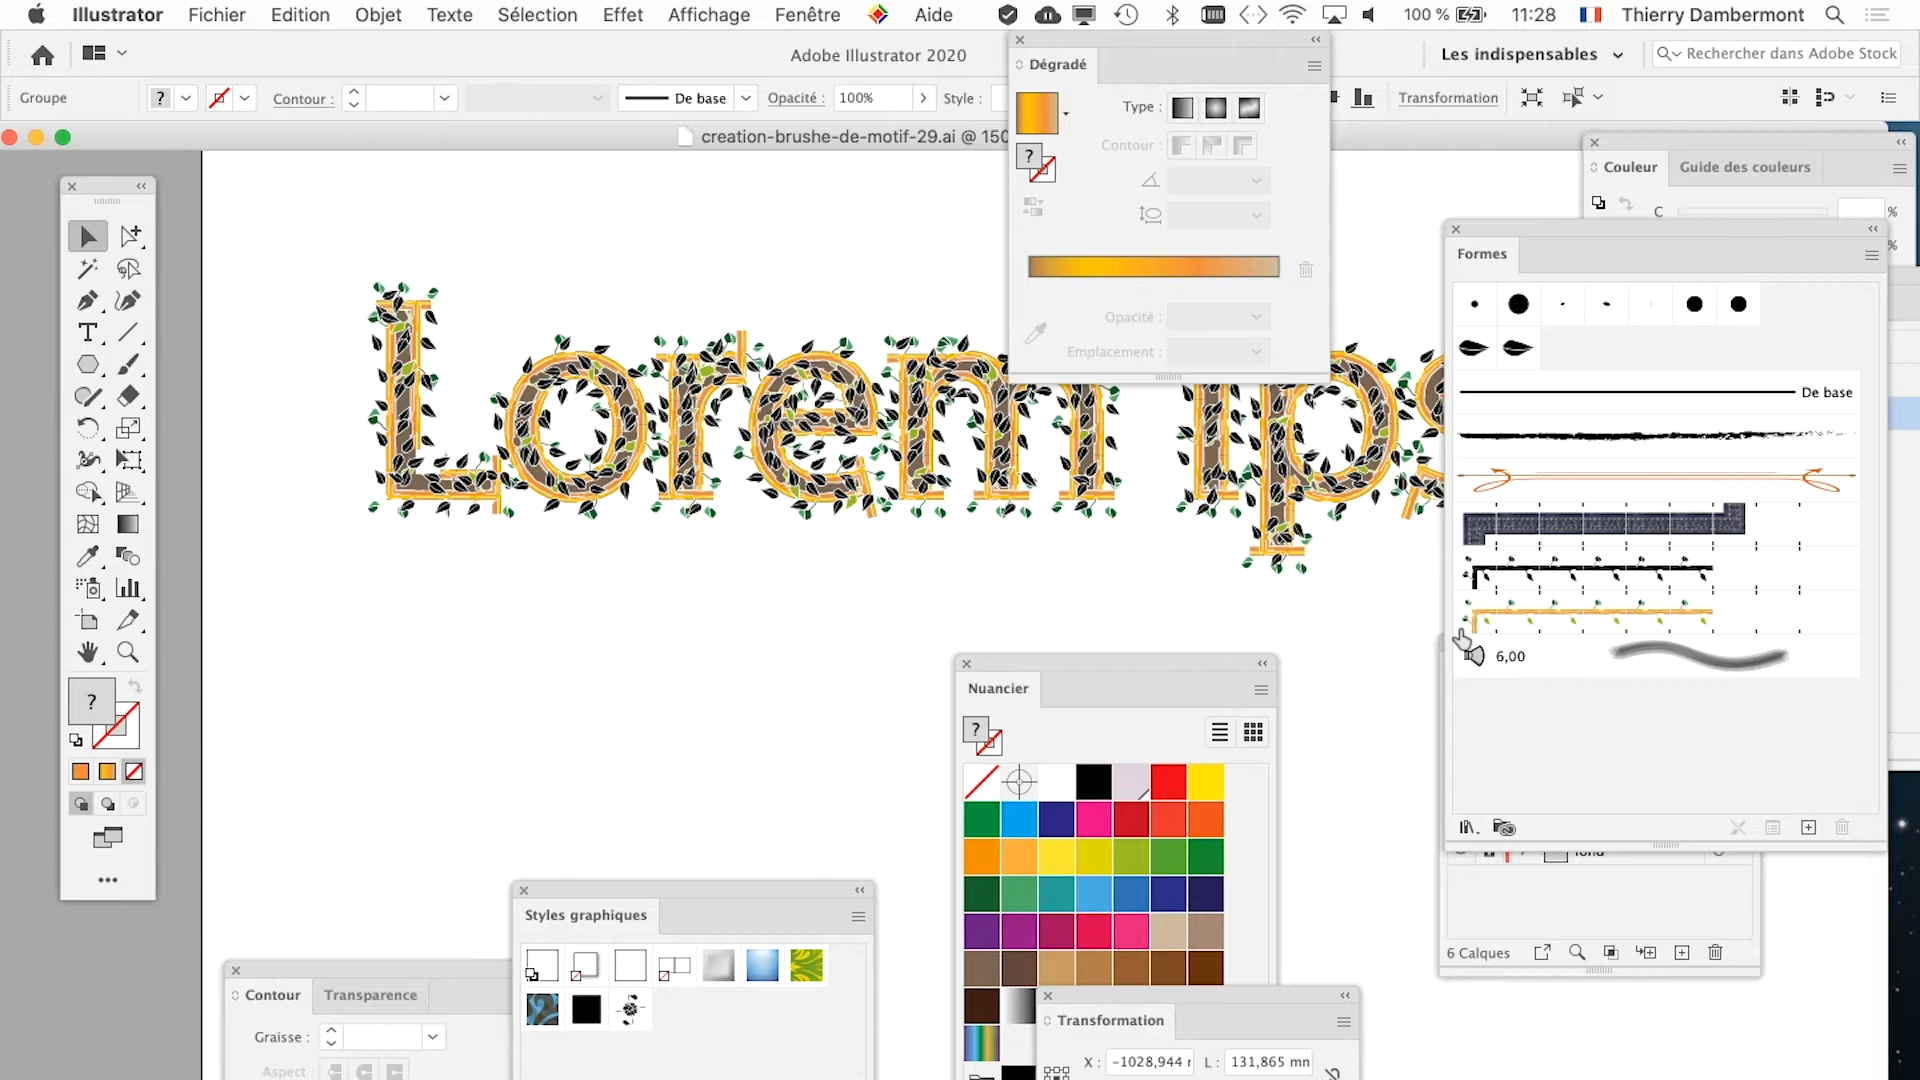 Illustrator Fichier Edition Objet Texte Sélection Effet Affichage Fenêtre Aide 100 % 11:28 Thierry Dambermont
Adobe Illustrator 2020 Les indispensables Rechercher dans Adobe Stock
Groupe ? Contour : De base Opacité : 100% Style : Transformation
creation-brushe-de-motif-29.ai @ 150
Dégradé
Type :
Contour :
?
Opacité :
Emplacement :
Couleur Guide des couleurs
C %
%
Formes
De base
6,00
Lorem ips
T
?
Nuancier
?
Styles graphiques
Contour Transparence
Graisse :
Aspect :
6 Calques
Transformation
X : -1028,944 L : 131,865 mm